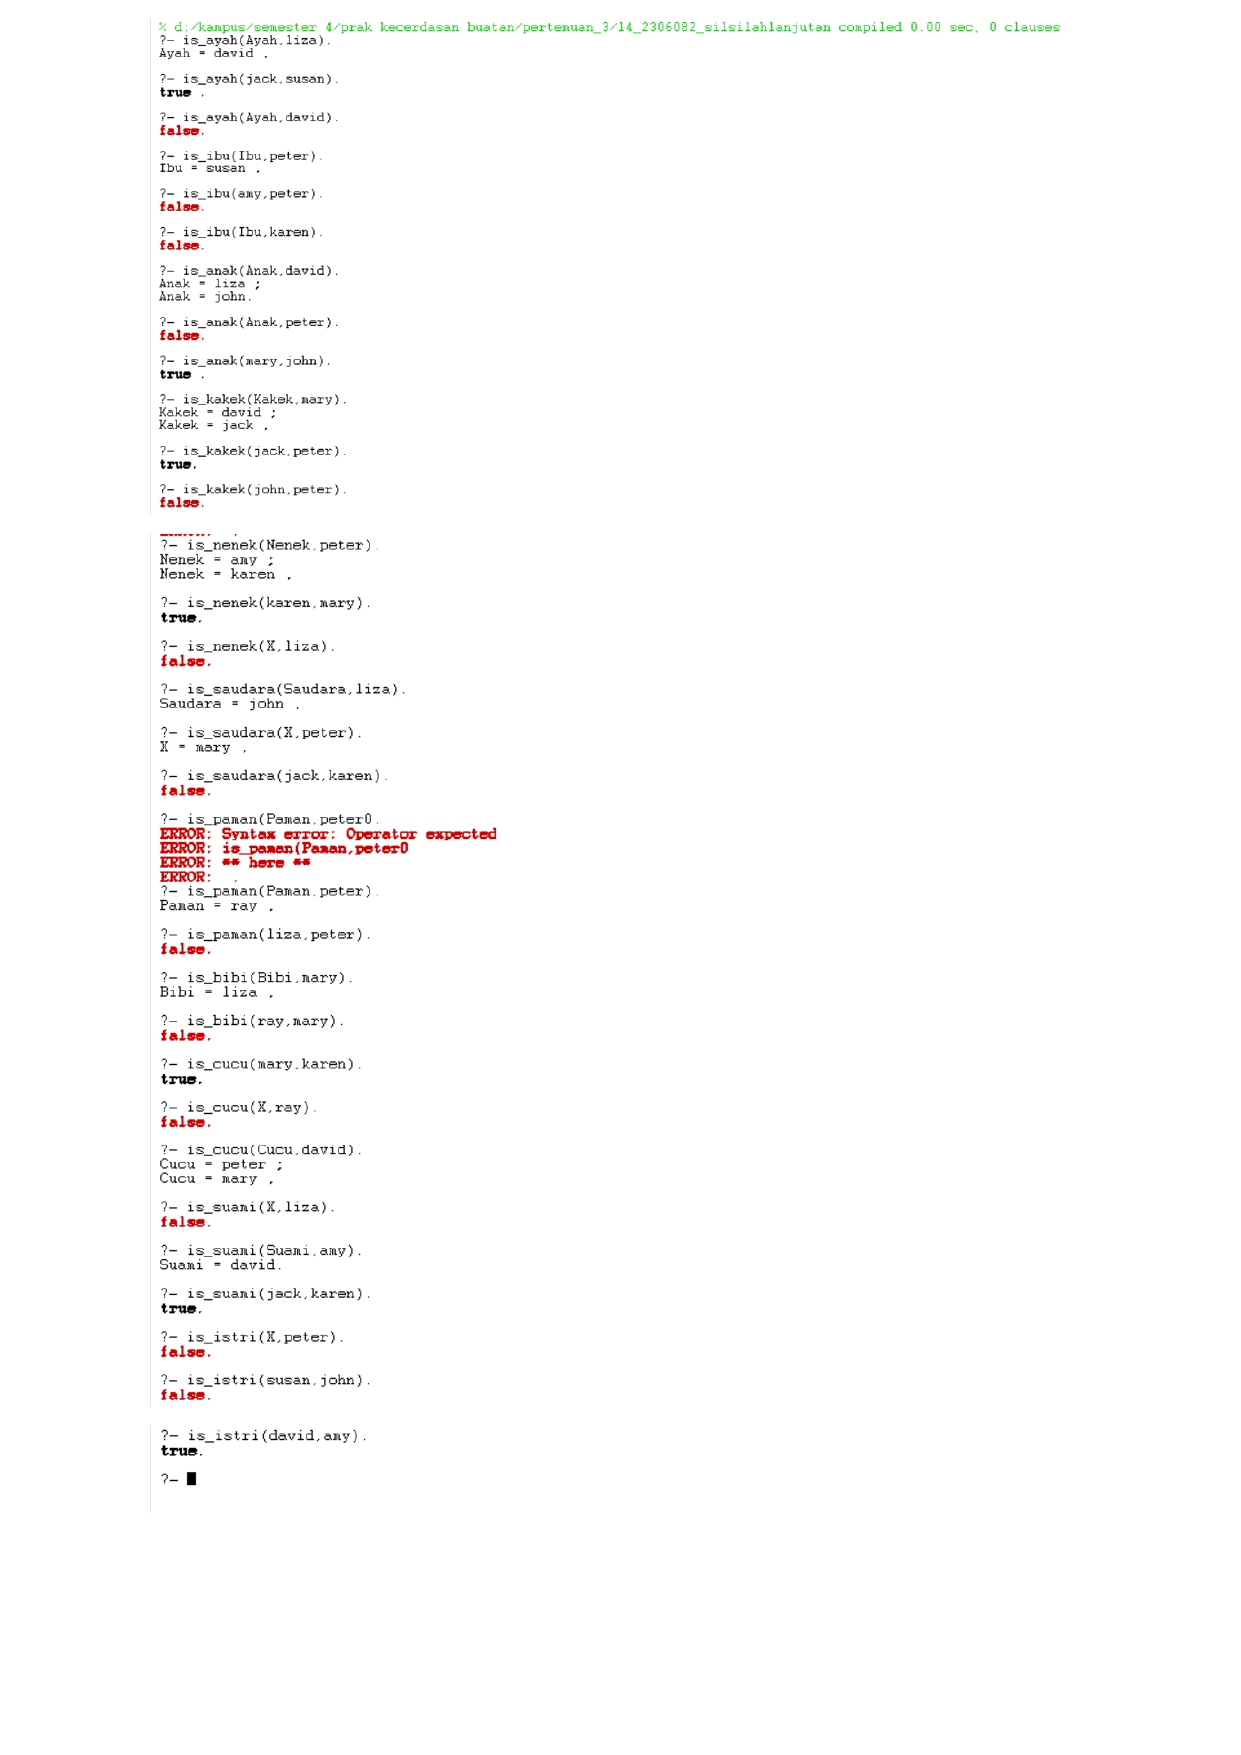 % d:/kampus/semester 4/prak kecerdasan buatan/pertemuan_3/14_2306082_silsilahlanjutan compiled 0.00 sec, 0 clauses
?- is_ayah(Ayah,liza).
Ayah = david .
?- is_ayah(jack,susan).
true .
?- is_ayah(Ayah,david).
false.
?- is_ibu(Ibu,peter).
Ibu = susan .
?- is_ibu(amy,peter).
false.
?- is_ibu(Ibu,karen).
false.
?- is_anak(Anak,david).
Anak = liza ;
Anak = john.
?- is_anak(Anak,peter).
false.
?- is_anak(mary,john).
true .
?- is_kakek(Kakek,mary).
Kakek = david ;
Kakek = jack .
?- is_kakek(jack,peter).
true.
?- is_kakek(john,peter).
false.
?- is_nenek(Nenek,peter).
Nenek = amy ;
Nenek = karen .
?- is_nenek(karen,mary).
true.
?- is_nenek(X,liza).
false.
?- is_saudara(Saudara,liza).
Saudara = john .
?- is_saudara(X,peter).
X = mary .
?- is_saudara(jack,karen).
false.
?- is_paman(Paman,peter0.
ERROR: Syntax error: Operator expected
ERROR: is_paman(Paman,peter0
ERROR: ** here **
ERROR:  .
?- is_paman(Paman,peter).
Paman = ray .
?- is_paman(liza,peter).
false.
?- is_bibi(Bibi,mary).
Bibi = liza .
?- is_bibi(ray,mary).
false.
?- is_cucu(mary,karen).
true.
?- is_cucu(X,ray).
false.
?- is_cucu(Cucu,david).
Cucu = peter ;
Cucu = mary .
?- is_suami(X,liza).
false.
?- is_suami(Suami,amy).
Suami = david.
?- is_suami(jack,karen).
true.
?- is_istri(X,peter).
false.
?- is_istri(susan,john).
false.
?- is_istri(david,amy).
true.
?-